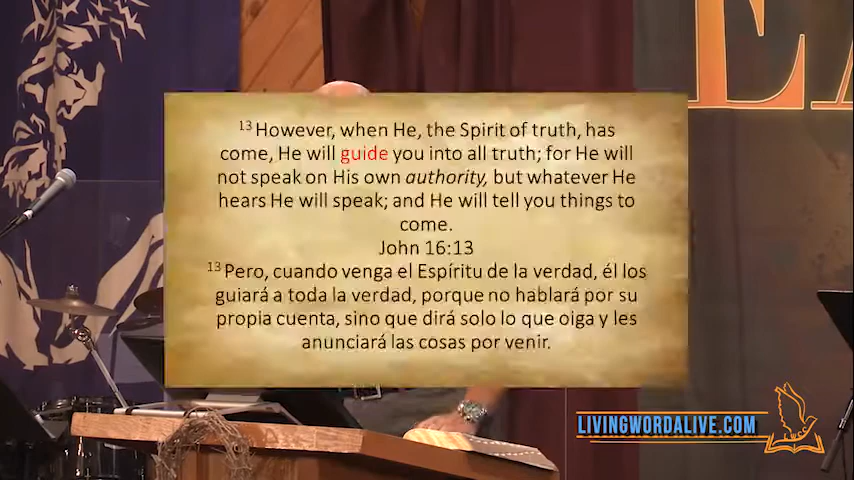 13 However, when He, the Spirit of truth, has
come, He will guide you into all truth; for He will
not speak on His own authority, but whatever He
hears He will speak; and He will tell you things to
come.
John 16:13
13 Pero, cuando venga el Espíritu de la verdad, él los
guiará a toda la verdad, porque no hablará por su
propia cuenta, sino que dirá solo lo que oiga y les
anunciará las cosas por venir.
LIVINGWORDALIVE.COM